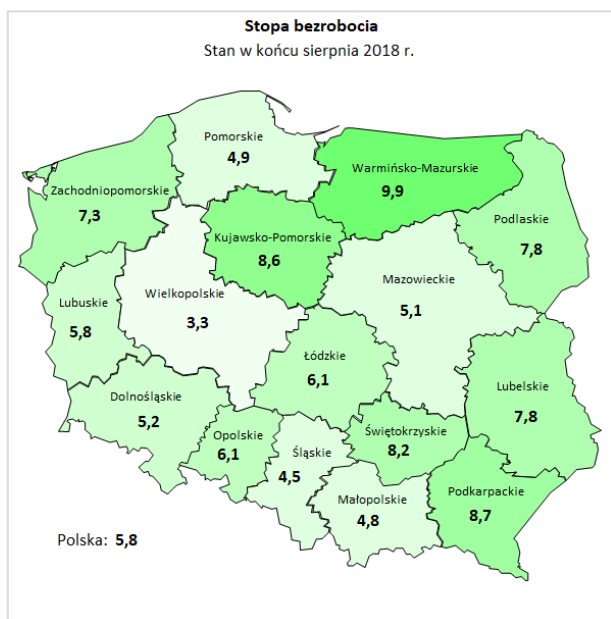 Stopa bezrobocia
Stan w końcu sierpnia 2018 r.
Pomorskie
4,9
Warmińsko-Mazurskie
9,9
Zachodniopomorskie
7,3
Podlaskie
7,8
Kujawsko-Pomorskie
8,6
Mazowieckie
5,1
Wielkopolskie
3,3
Lubuskie
5,8
Łódzkie
6,1
Lubelskie
7,8
Dolnośląskie
5,2
Opolskie
6,1
Świętokrzyskie
8,2
Śląskie
4,5
Małopolskie
4,8
Podkarpackie
8,7
Polska: 5,8